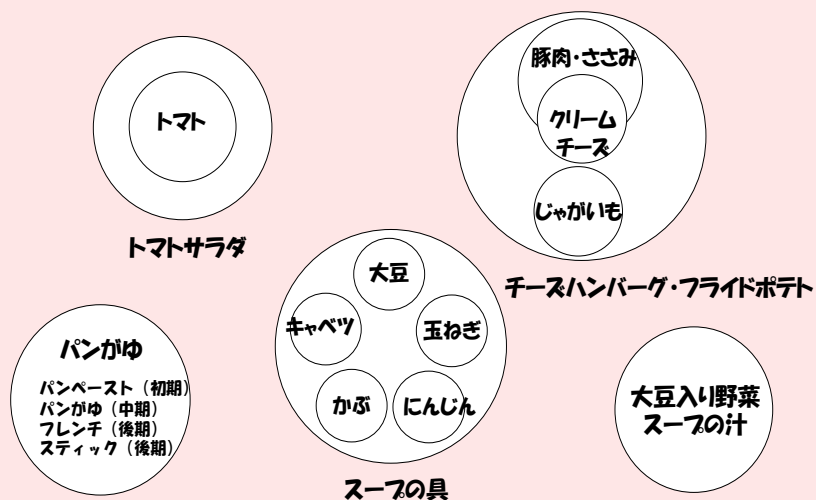 トマト
トマトサラダ
豚肉・ささみ
クリーム
チーズ
じゃがいも
チーズハンバーグ・フライドポテト
大豆
キャベツ
玉ねぎ
かぶ
にんじん
スープの具
パンがゆ
パンペースト（初期）
パンがゆ（中期）
フレンチ（後期）
スティック（後期）
大豆入り野菜
スープの汁